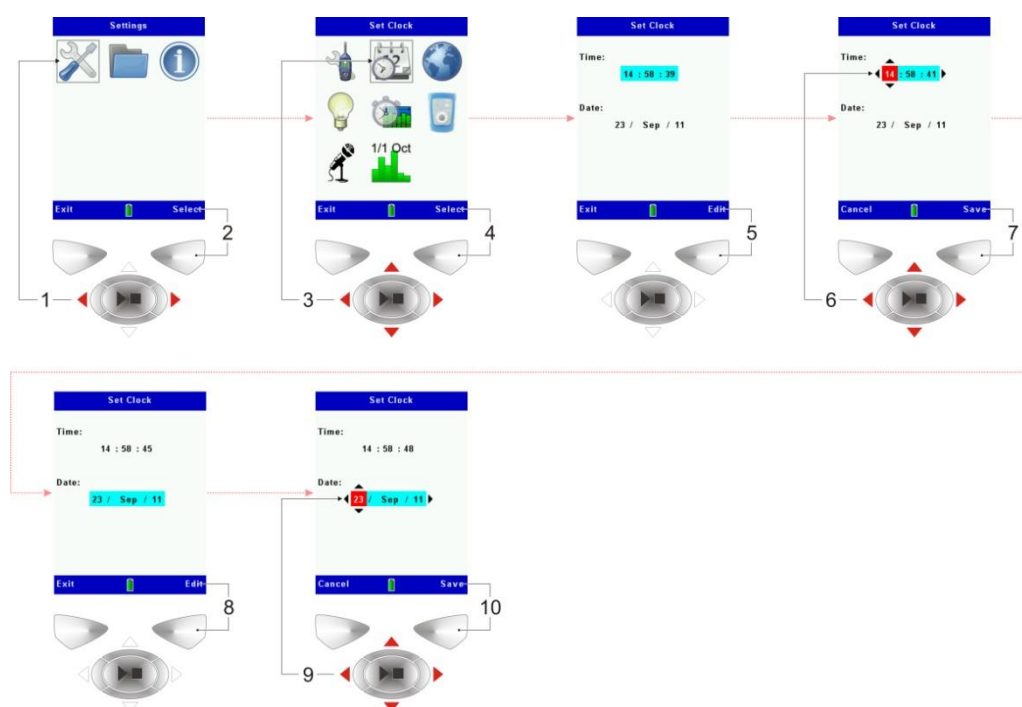 Settings
Exit
Select
1
2
Set Clock
12
1/1 Oct
Exit
Select
3
4
Set Clock
Time:
14 : 58 : 39
Date:
23 / Sep / 11
Exit
Edit
5
Set Clock
Time:
14 : 58 : 41
Date:
23 / Sep / 11
Cancel
Save
6
7
Set Clock
Time:
14 : 58 : 45
Date:
23 / Sep / 11
Exit
Edit
8
Set Clock
Time:
14 : 58 : 48
Date:
23 / Sep / 11
Cancel
Save
9
10